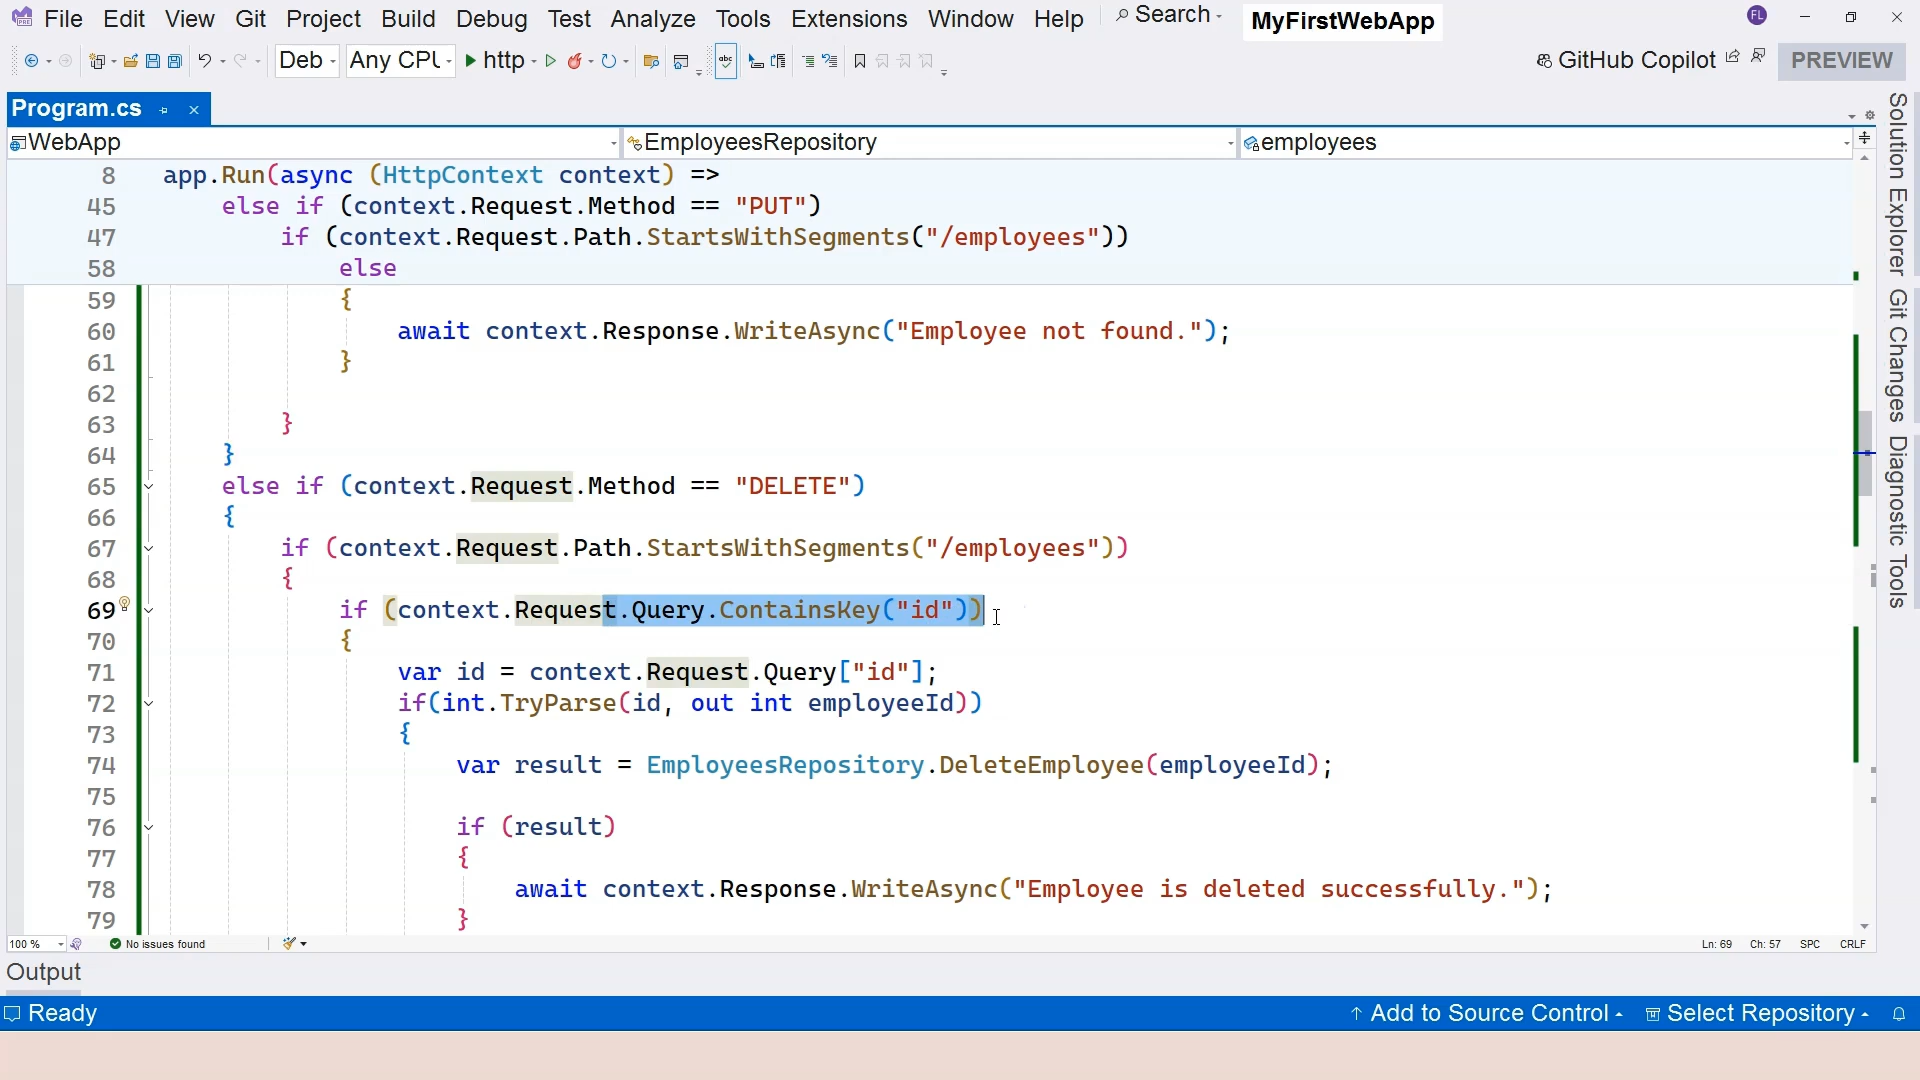 File Edit View Git Project Build Debug Test Analyze Tools Extensions Window Help Search MyFirstWebApp FL
Deb Any CPU http GitHub Copilot PREVIEW
Program.cs
WebApp EmployeesRepository employees
8 app.Run(async (HttpContext context) =>
45 else if (context.Request.Method == "PUT")
47 if (context.Request.Path.StartsWithSegments("/employees"))
58 else
59 {
60 await context.Response.WriteAsync("Employee not found.");
61 }
62
63 }
64 }
65 else if (context.Request.Method == "DELETE")
66 {
67 if (context.Request.Path.StartsWithSegments("/employees"))
68 {
69 if (context.Request.Query.ContainsKey("id"))
70 {
71 var id = context.Request.Query["id"];
72 if(int.TryParse(id, out int employeeId))
73 {
74 var result = EmployeesRepository.DeleteEmployee(employeeId);
75
76 if (result)
77 {
78 await context.Response.WriteAsync("Employee is deleted successfully.");
79 }
Solution Explorer
Git Changes
Diagnostic Tools
100 % No issues found Ln: 69 Ch: 57 SPC CRLF
Output
Ready Add to Source Control Select Repository